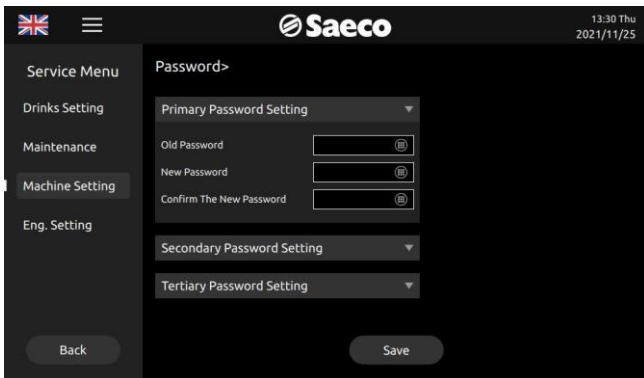 Saeco
13:30 Thu
2021/11/25
Service Menu
Drinks Setting
Maintenance
Machine Setting
Eng. Setting
Back
Password>
Primary Password Setting
Old Password
New Password
Confirm The New Password
Secondary Password Setting
Tertiary Password Setting
Save